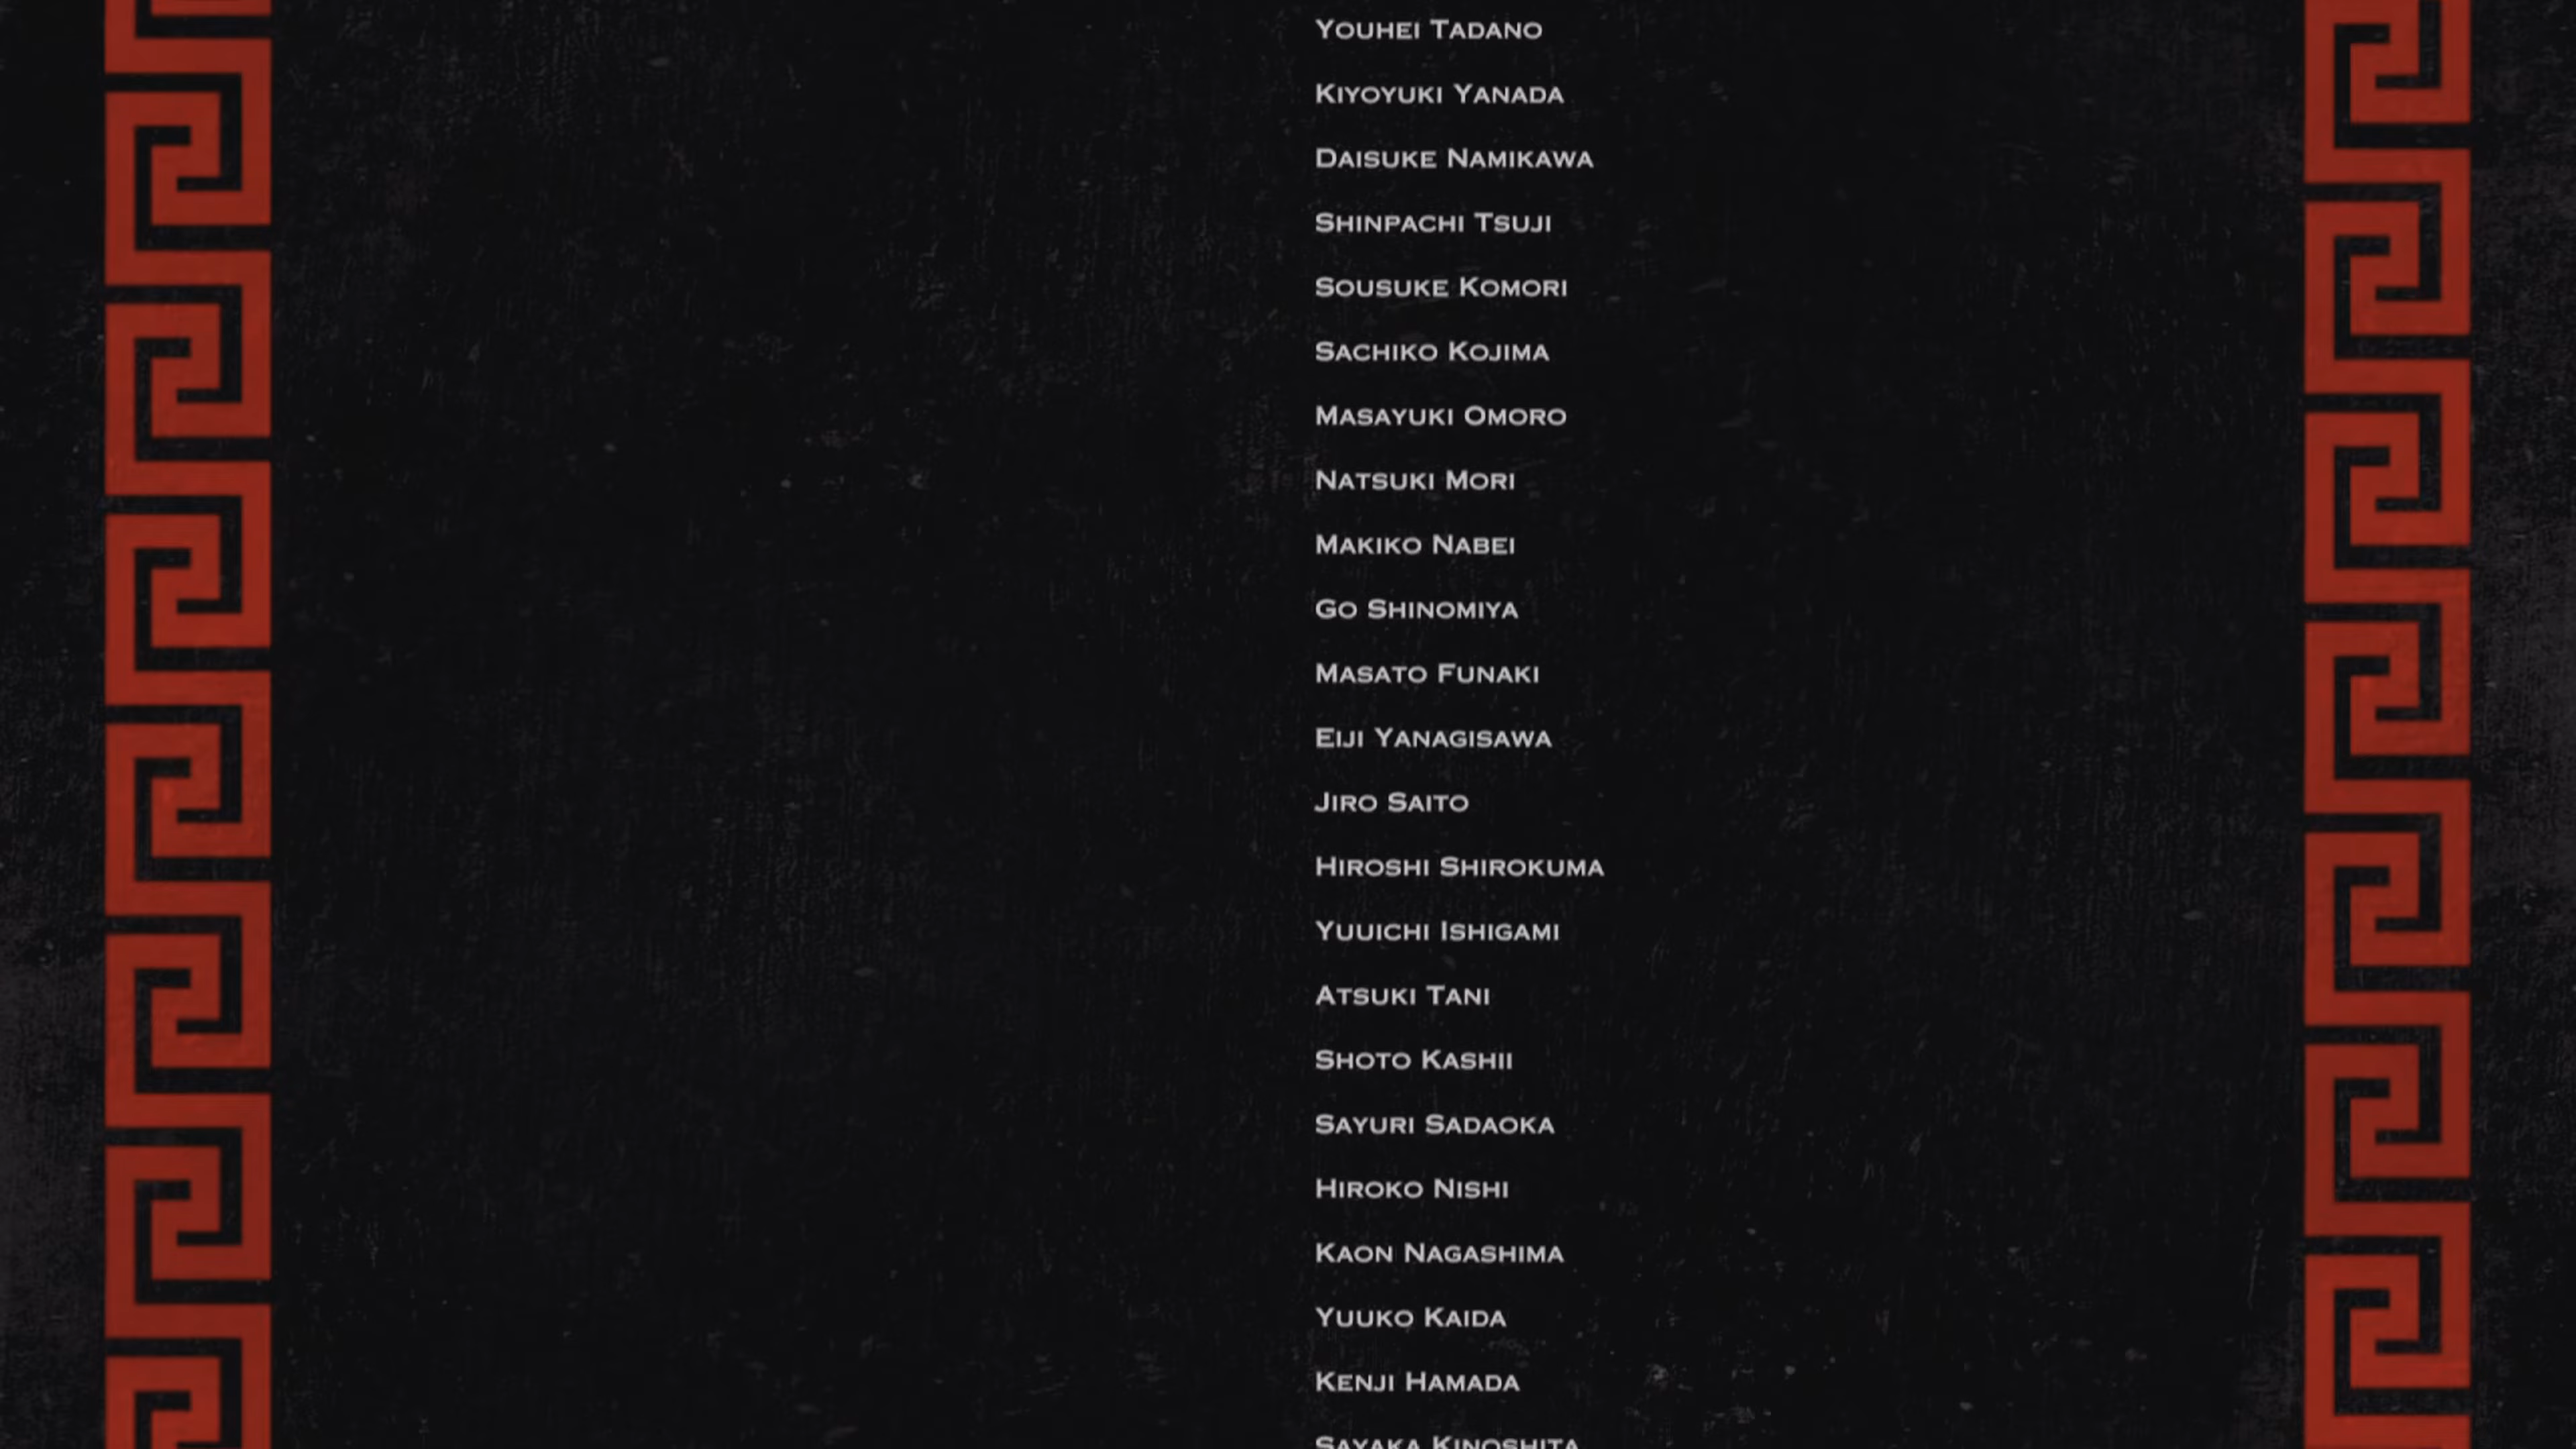 Youhei Tadano
Kiyoyuki Yanada
Daisuke Namikawa
Shinpachi Tsuji
Sousuke Komori
Sachiko Kojima
Masayuki Omoro
Natsuki Mori
Makiko Nabei
Go Shinomiya
Masato Funaki
Eiji Yanagisawa
Jiro Saito
Hiroshi Shirokuma
Yuuichi Ishigami
Atsuki Tani
Shoto Kashii
Sayuri Sadaoka
Hiroko Nishi
Kaon Nagashima
Yuuko Kaida
Kenji Hamada
Sayaka Kinoshita